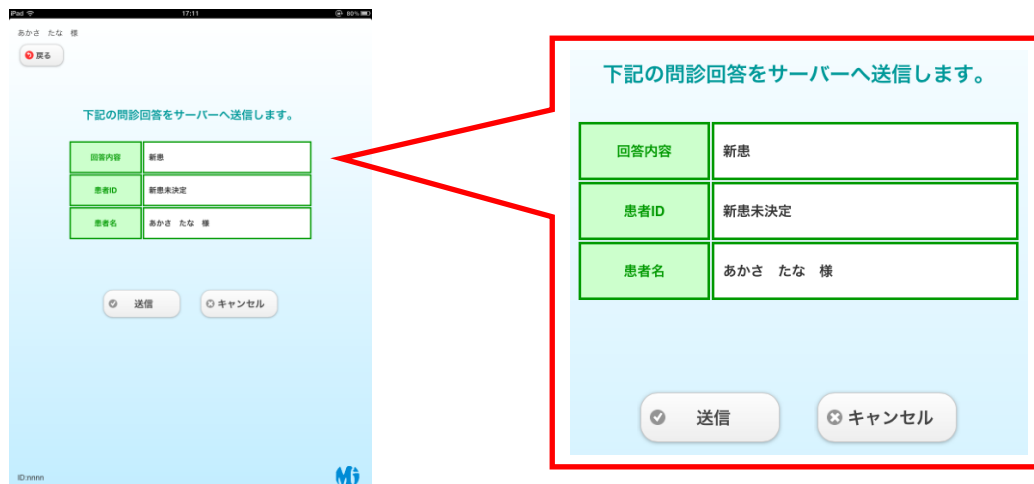 iPad 17:11 80%
あかさ たな 様
戻る
下記の問診回答をサーバーへ送信します。
回答内容 新患
患者ID 新患未決定
患者名 あかさ たな 様
送信 キャンセル
ID:nnnn Mi
下記の問診回答をサーバーへ送信します。
回答内容 新患
患者ID 新患未決定
患者名 あかさ たな 様
送信 キャンセル